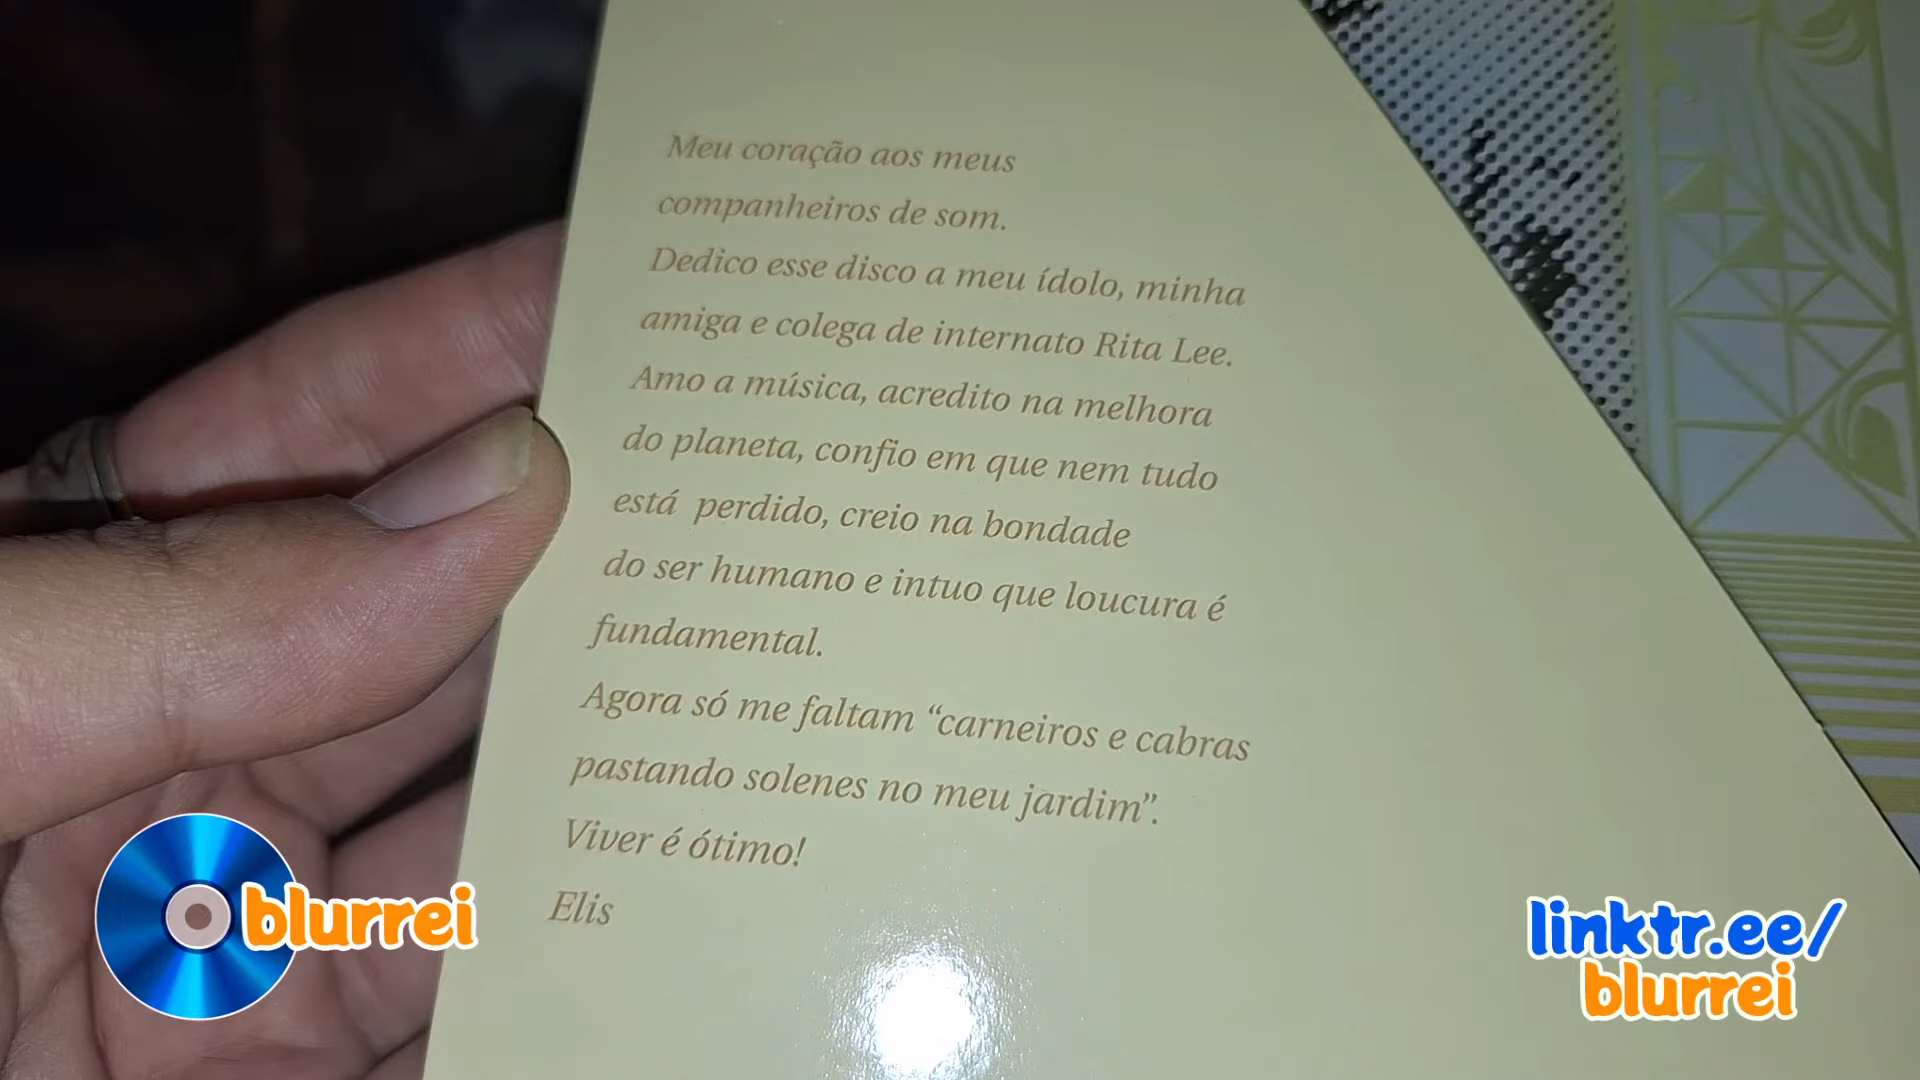 Meu coração aos meus
companheiros de som.
Dedico esse disco a meu ídolo, minha
amiga e colega de internato Rita Lee.
Amo a música, acredito na melhora
do planeta, confio em que nem tudo
está perdido, creio na bondade
do ser humano e intuo que loucura é
fundamental.
Agora só me faltam “carneiros e cabras
pastando solenes no meu jardim”.
Viver é ótimo!
Elis
blurrei
linktr.ee/
blurrei